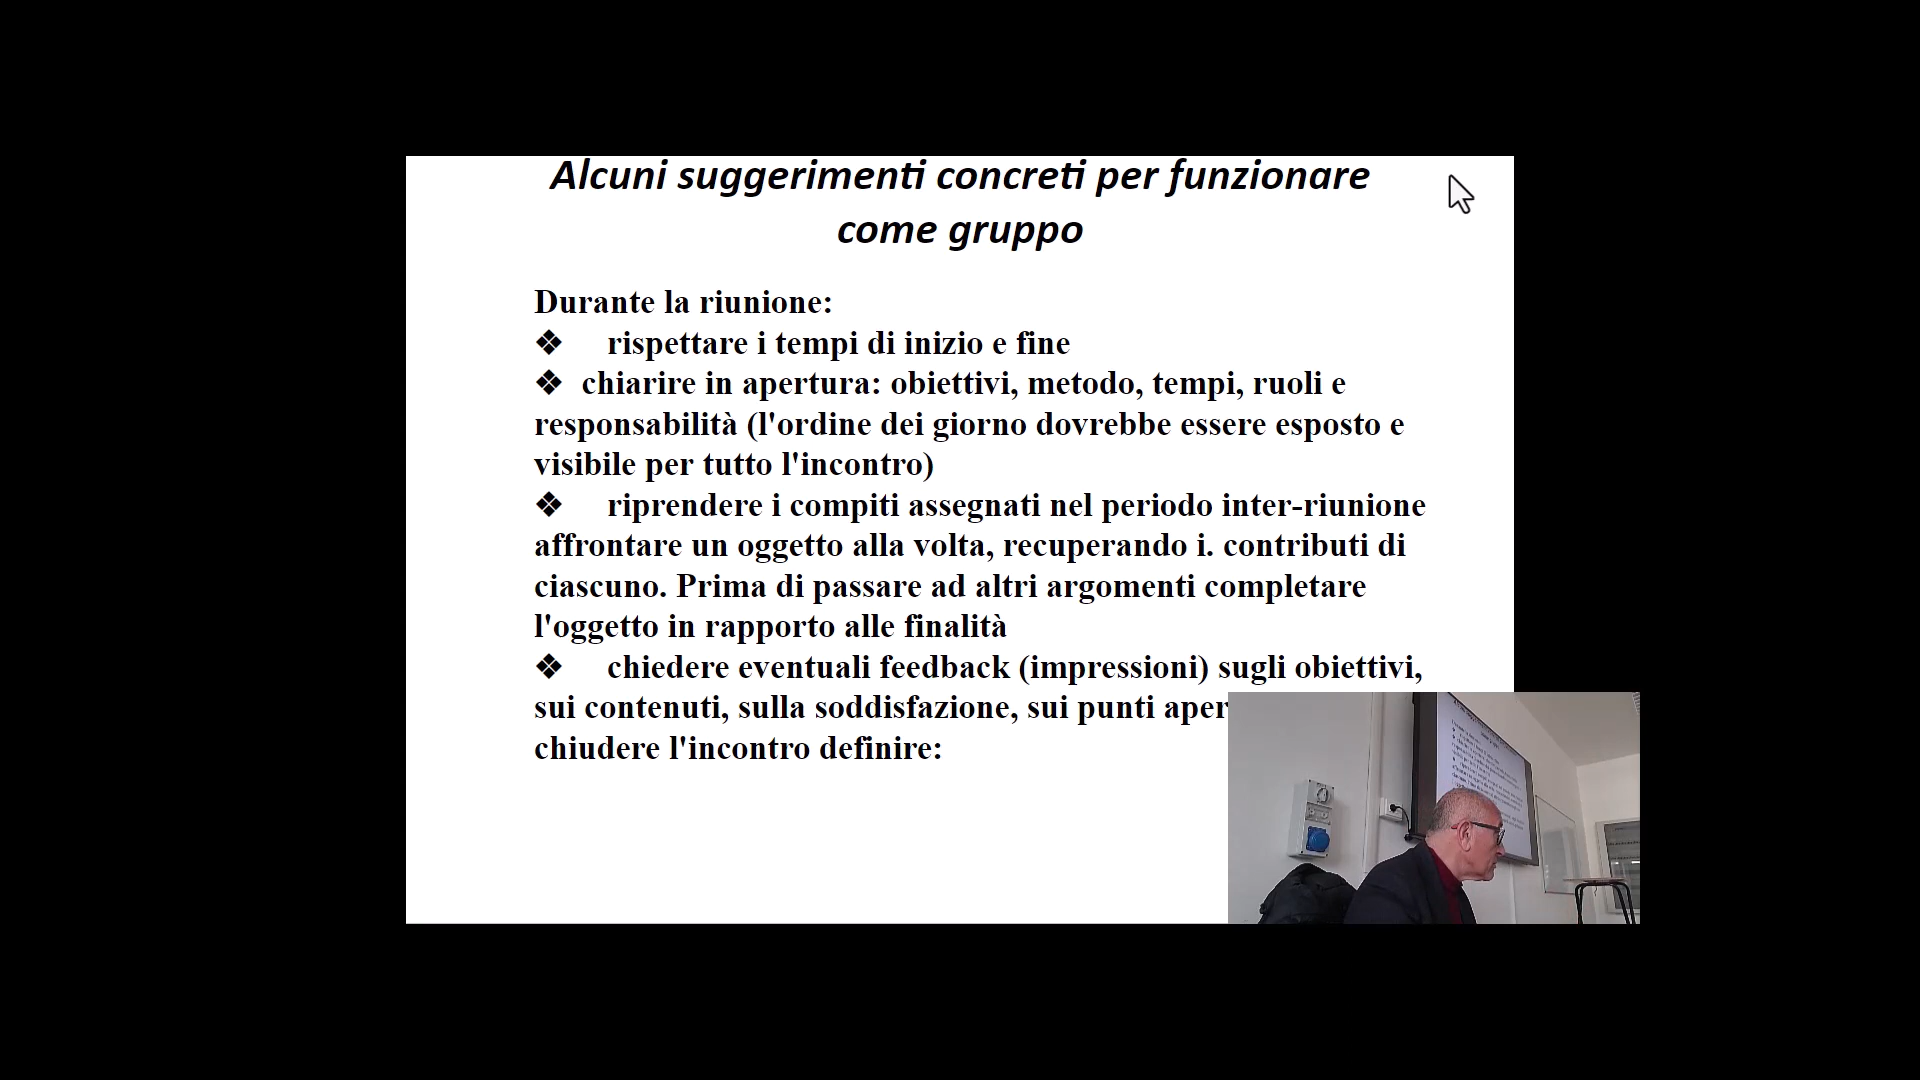 Alcuni suggerimenti concreti per funzionare
come gruppo
Durante la riunione:
❖ rispettare i tempi di inizio e fine
❖ chiarire in apertura: obiettivi, metodo, tempi, ruoli e
responsabilità (l'ordine dei giorno dovrebbe essere esposto e
visibile per tutto l'incontro)
❖ riprendere i compiti assegnati nel periodo inter-riunione
affrontare un oggetto alla volta, recuperando i. contributi di
ciascuno. Prima di passare ad altri argomenti completare
l'oggetto in rapporto alle finalità
❖ chiedere eventuali feedback (impressioni) sugli obiettivi,
sui contenuti, sulla soddisfazione, sui punti
chiudere l'incontro definire: